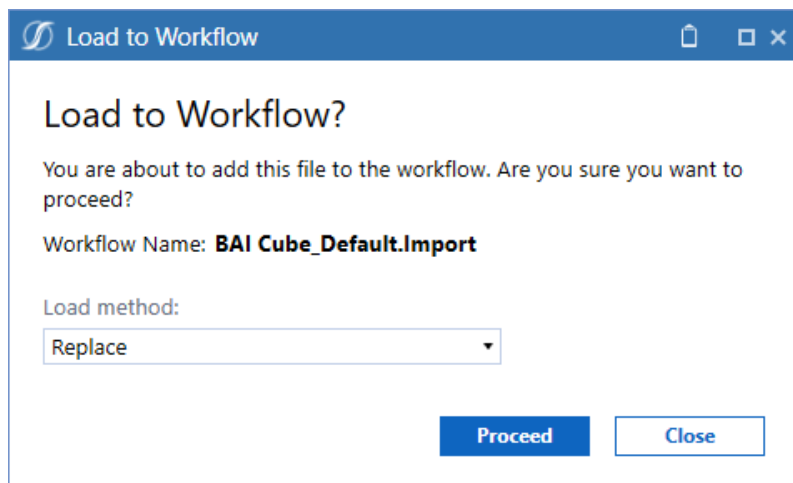 Load to Workflow
Load to Workflow?
You are about to add this file to the workflow. Are you sure you want to
proceed?
Workflow Name: BAI Cube_Default.Import
Load method:
Replace
Proceed Close